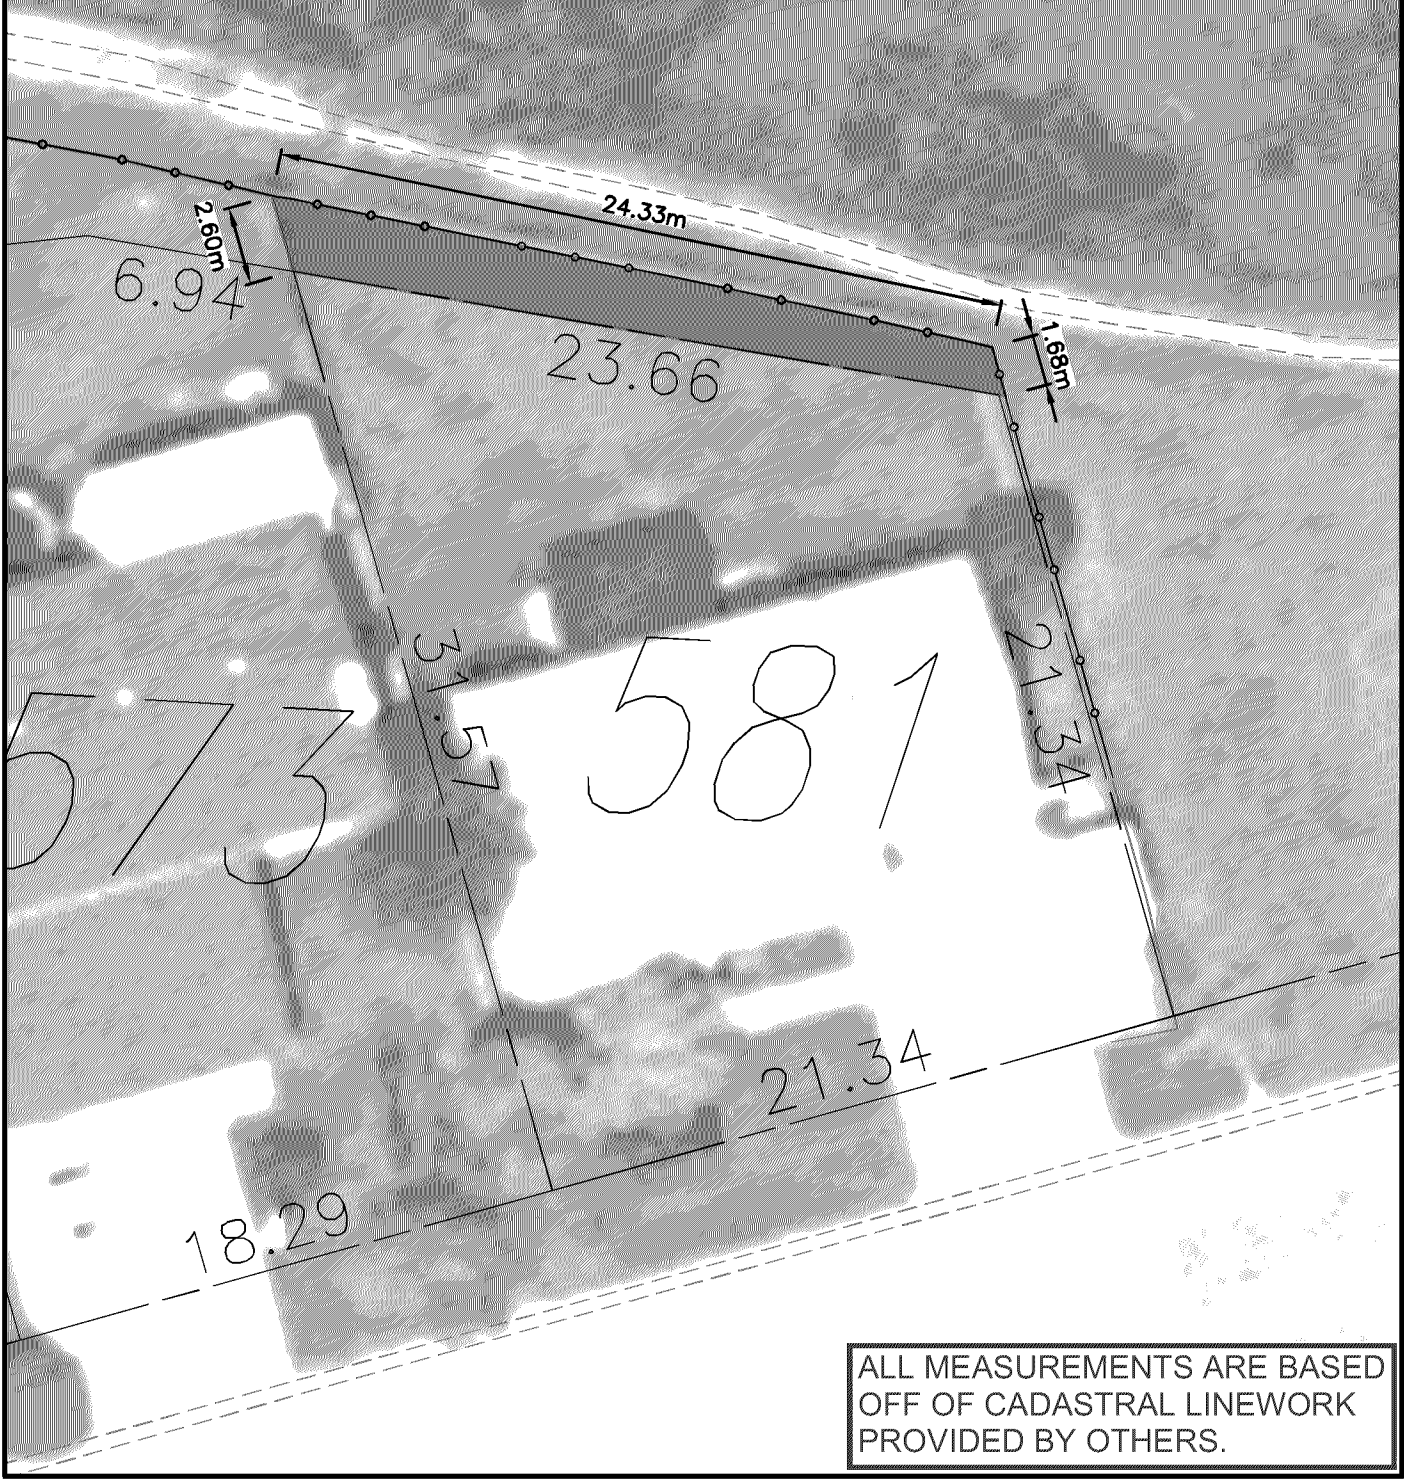 24.33m
2.60m
6.94
23.66
1.68m
31.57
581
21.34
573
21.34
18.29
ALL MEASUREMENTS ARE BASED
OFF OF CADASTRAL LINEWORK
PROVIDED BY OTHERS.